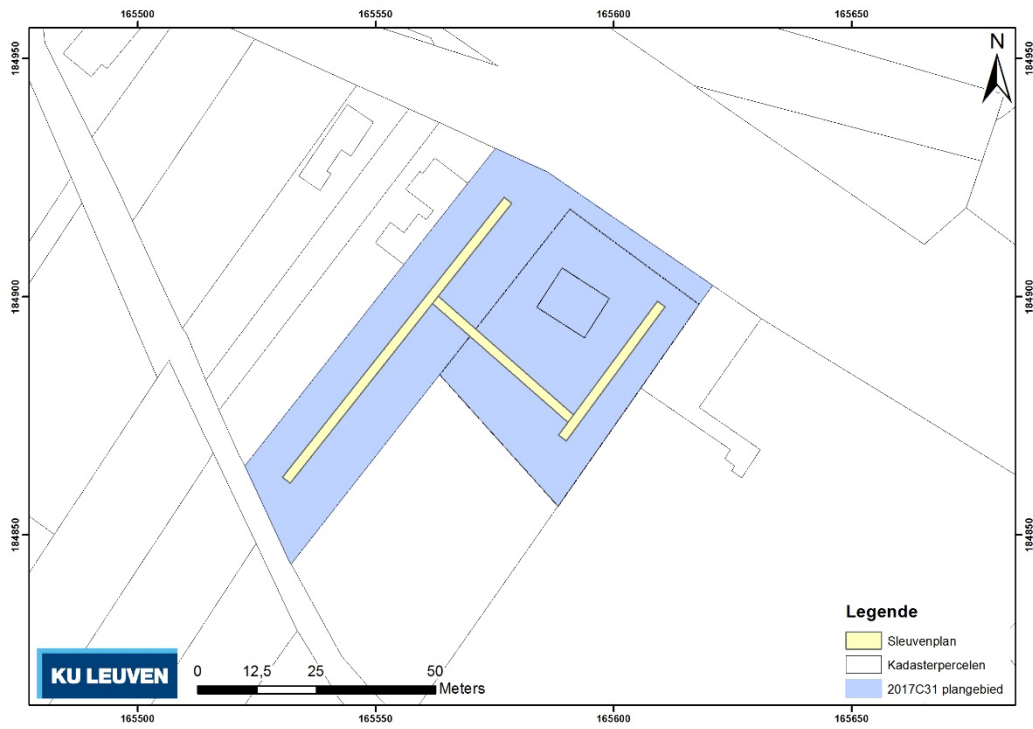 165500 165550 165600 165650
184950 184950
N
184900 184900
184850 184850
Legende
Sleuvenplan
Kadasterpercelen
2017C31 plangebied
KU LEUVEN
0 12,5 25 50
Meters
165500 165550 165600 165650